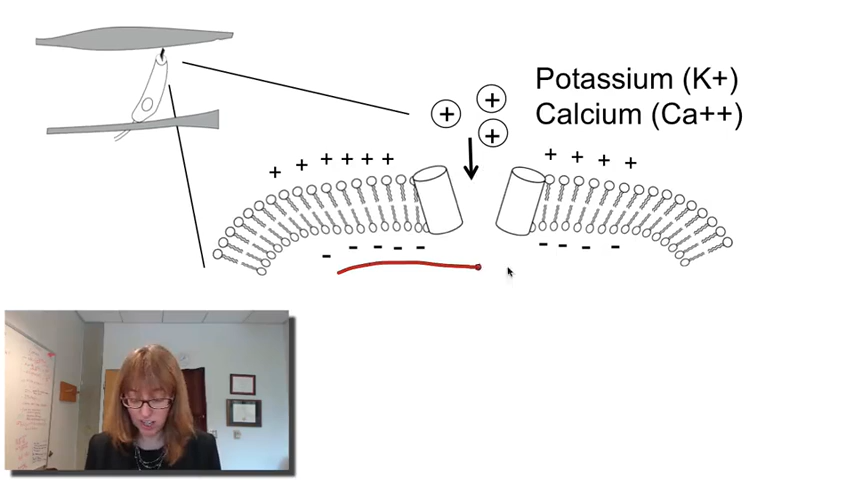 Potassium (K+)
Calcium (Ca++)
+ + + + + + +
+ + + +
+ + +
- - - - -
- - - -